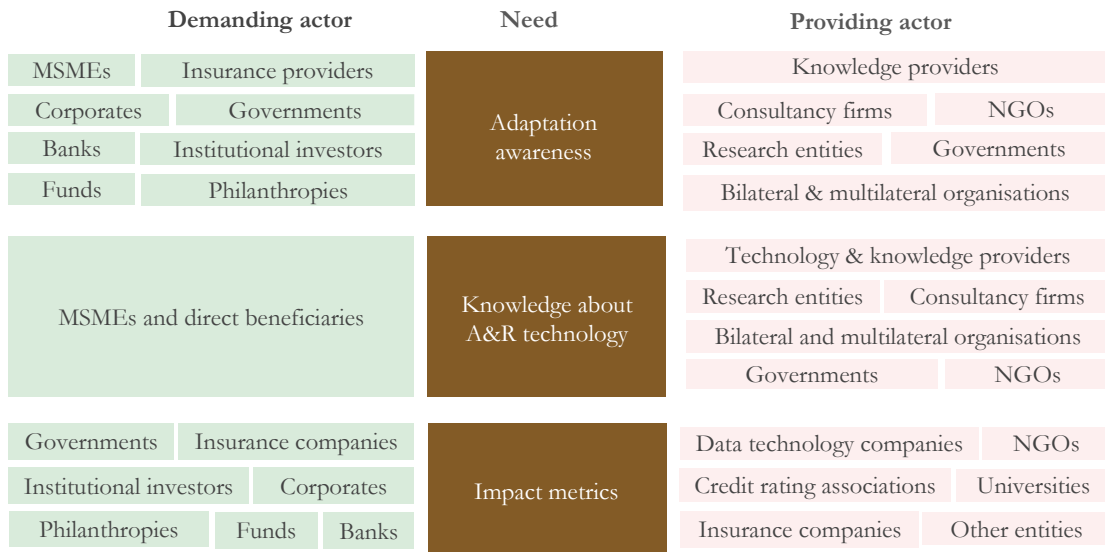 Demanding actor Need Providing actor
MSMEs Insurance providers
Corporates Governments
Banks Institutional investors
Funds Philanthropies
Adaptation
awareness
Knowledge providers
Consultancy firms NGOs
Research entities Governments
Bilateral & multilateral organisations
MSMEs and direct beneficiaries
Knowledge about
A&R technology
Technology & knowledge providers
Research entities Consultancy firms
Bilateral and multilateral organisations
Governments NGOs
Governments Insurance companies
Institutional investors Corporates
Philanthropies Funds Banks
Impact metrics
Data technology companies NGOs
Credit rating associations Universities
Insurance companies Other entities